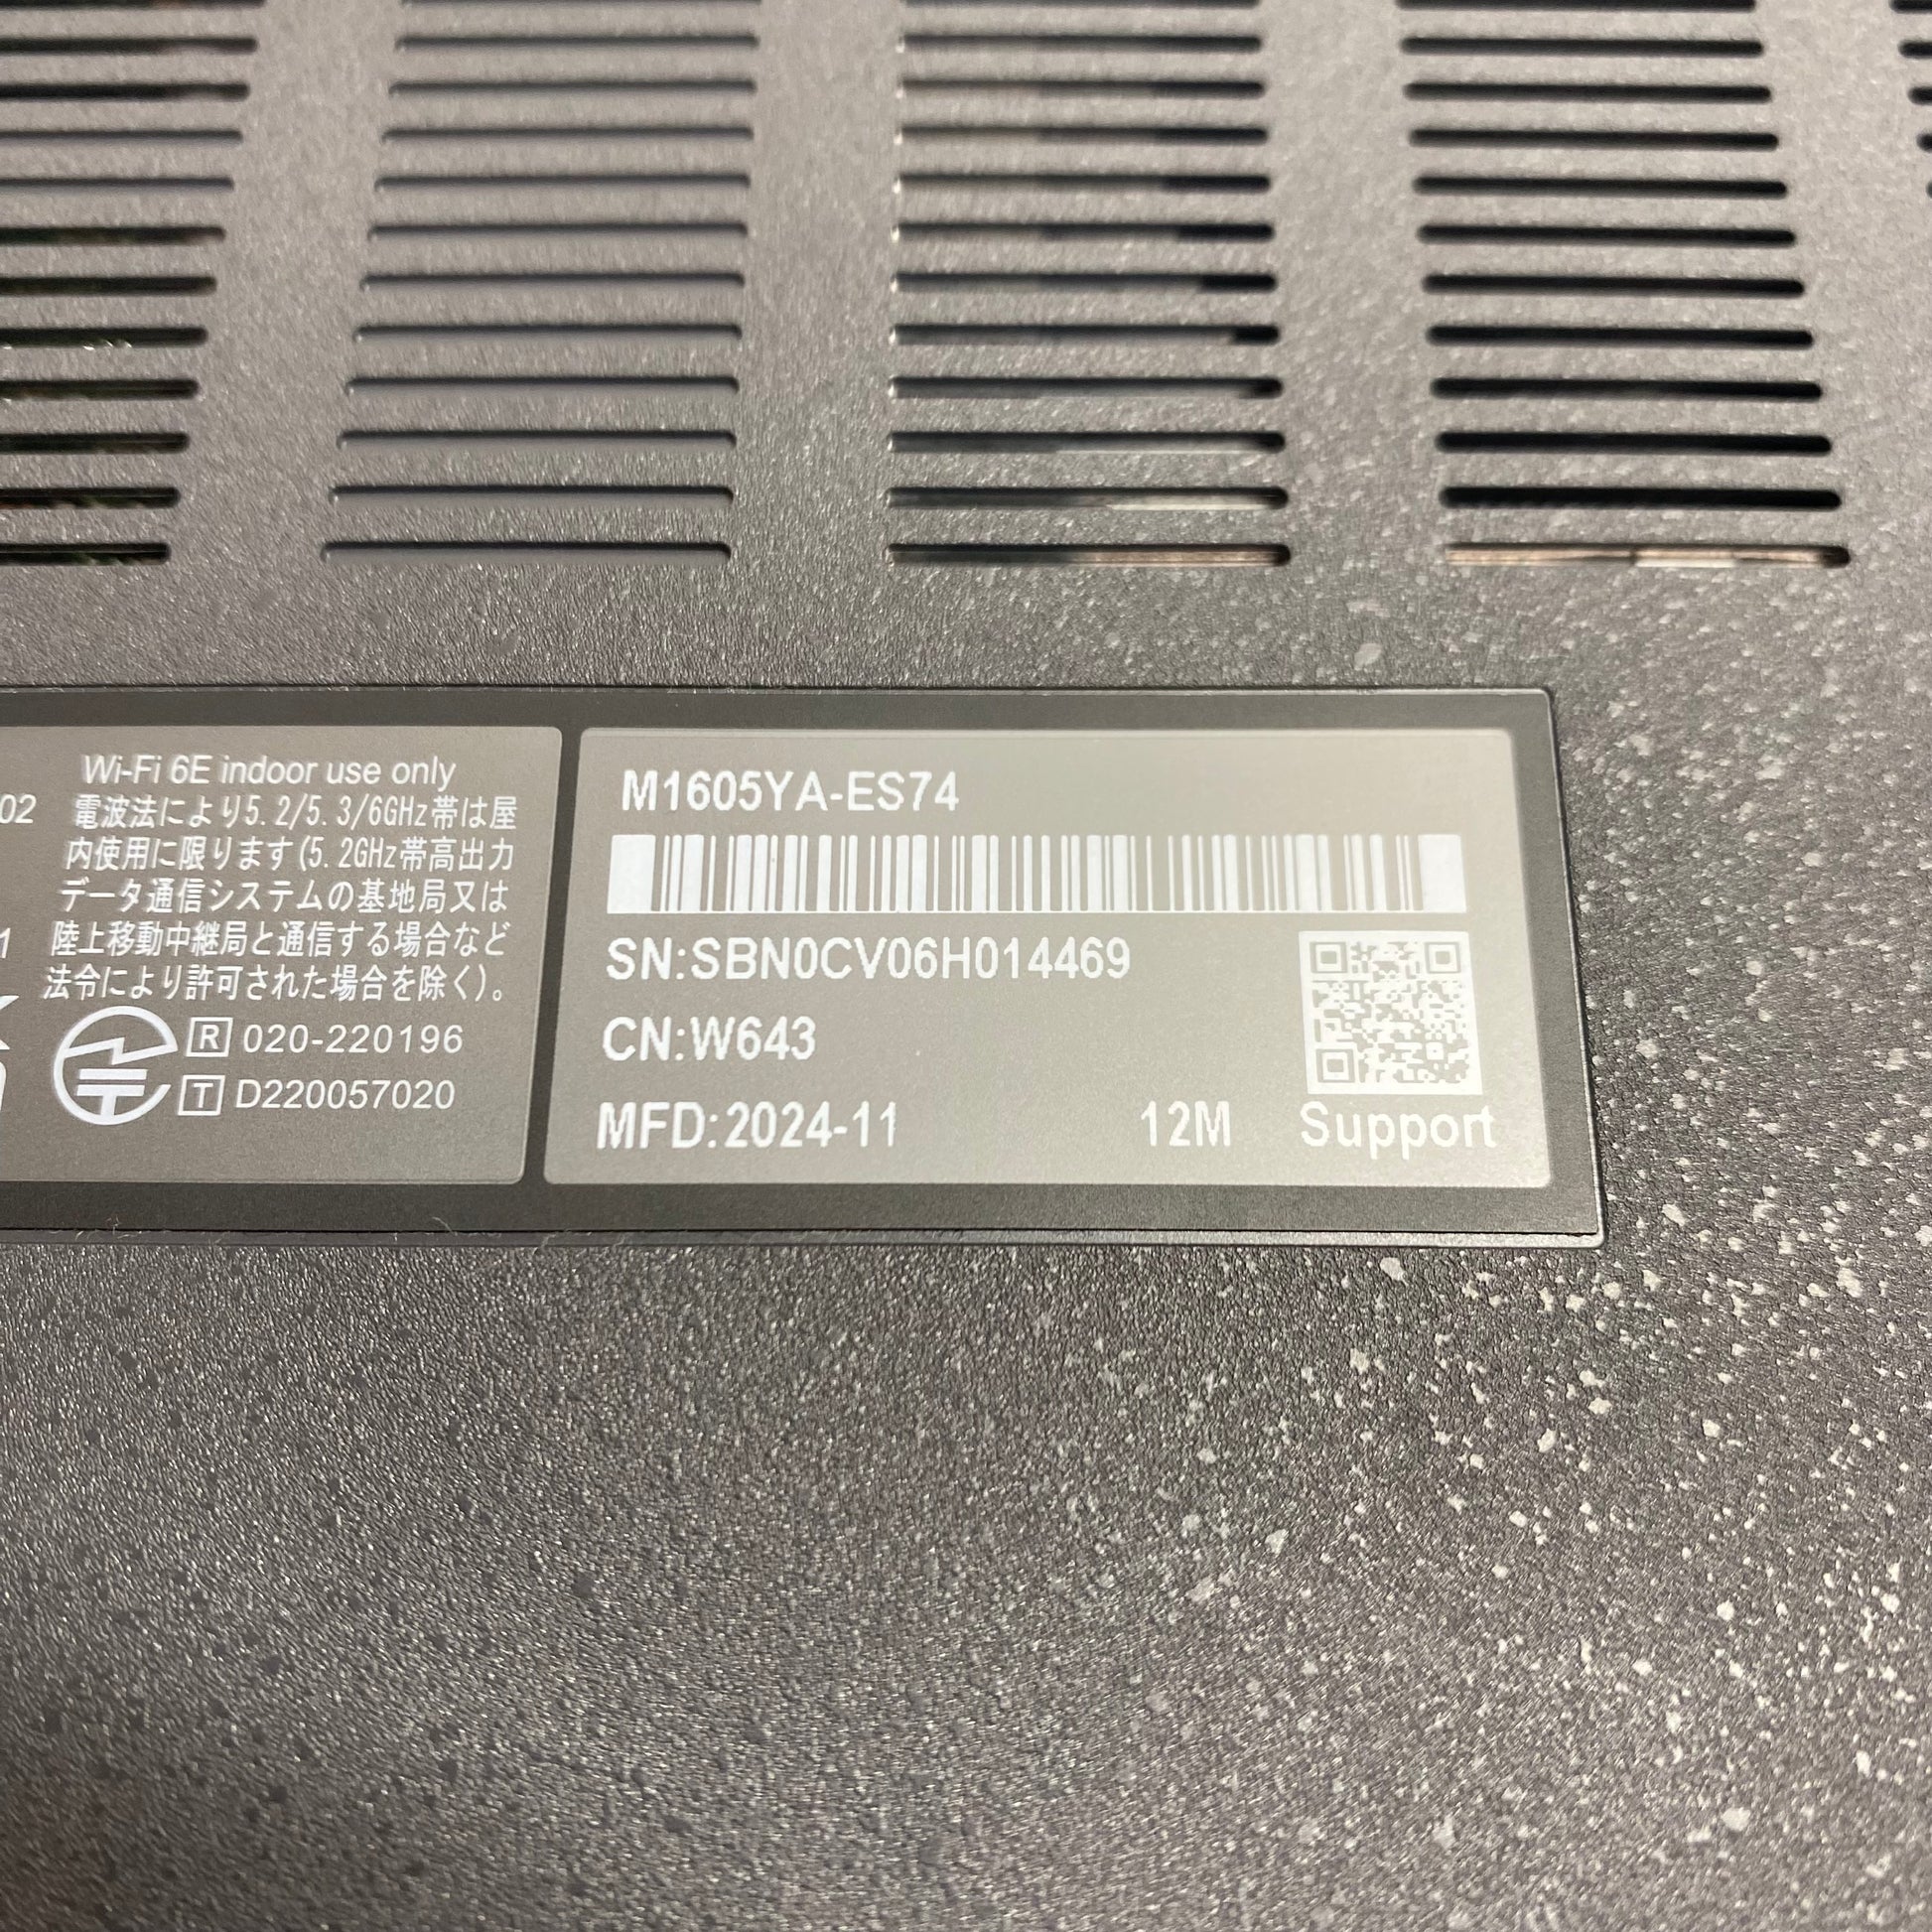 02
1
Wi-Fi 6E indoor use only
電波法により5.2/5.3/6GHz帯は屋
内使用に限ります(5.2GHz帯高出力
データ通信システムの基地局又は
陸上移動中継局と通信する場合など
法令により許可された場合を除く)。
R 020-220196
T D220057020
M1605YA-ES74
SN:SBN0CV06H014469
CN:W643
MFD:2024-11 12M Support